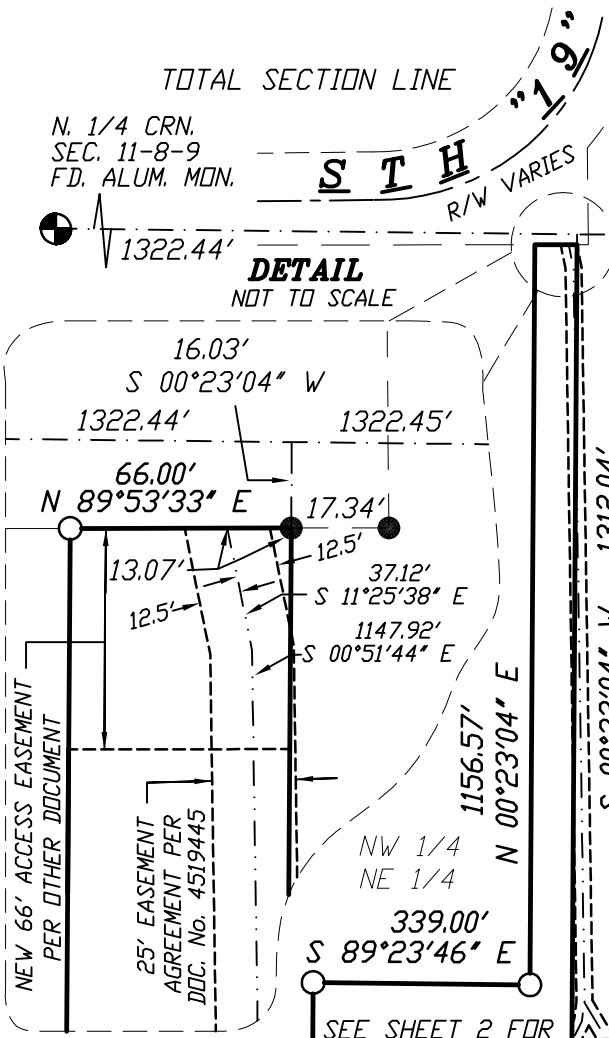 TOTAL SECTION LINE
N. 1/4 CRN.
SEC. 11-8-9
FD. ALUM. MON.
STH "19"
R/W VARIES
1322.44'
DETAIL
NOT TO SCALE
16.03'
S 00°23'04" W
1322.44'
1322.45'
66.00'
N 89°53'33" E
17.34'
12.5'
13.07'
37.12'
S 11°25'38" E
12.5'
1147.92'
S 00°51'44" E
NEW 66' ACCESS EASEMENT
PER OTHER DOCUMENT
25' EASEMENT
AGREEMENT PER
DOC. No. 4519445
1156.57'
N 00°23'04" E
NW 1/4
NE 1/4
339.00'
S 89°23'46" E
SEE SHEET 2 FOR